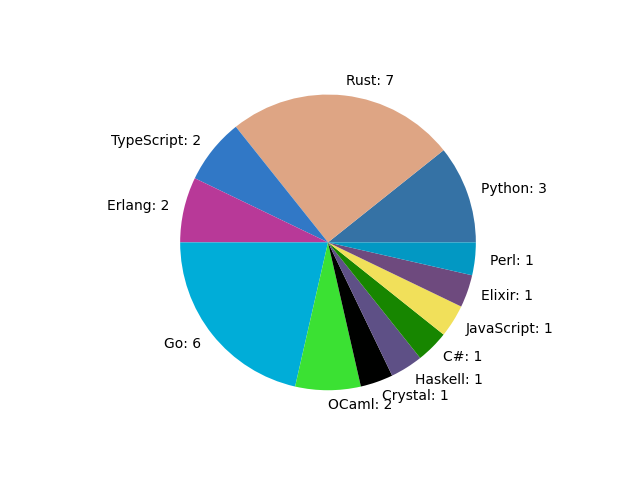 Rust: 7
TypeScript: 2
Python: 3
Erlang: 2
Perl: 1
Elixir: 1
JavaScript: 1
Go: 6
C#: 1
Haskell: 1
Crystal: 1
OCaml: 2